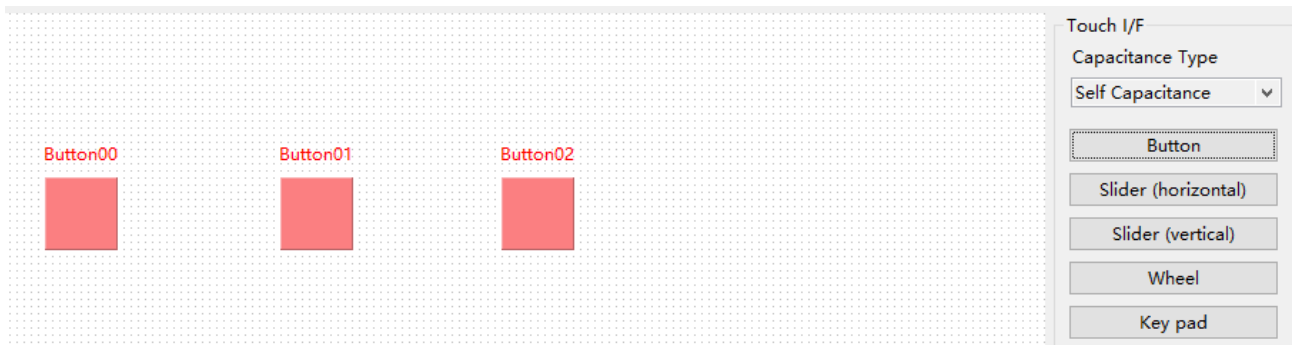 Touch I/F
Capacitance Type
Self Capacitance
Button00 Button01 Button02
Button
Slider (horizontal)
Slider (vertical)
Wheel
Key pad